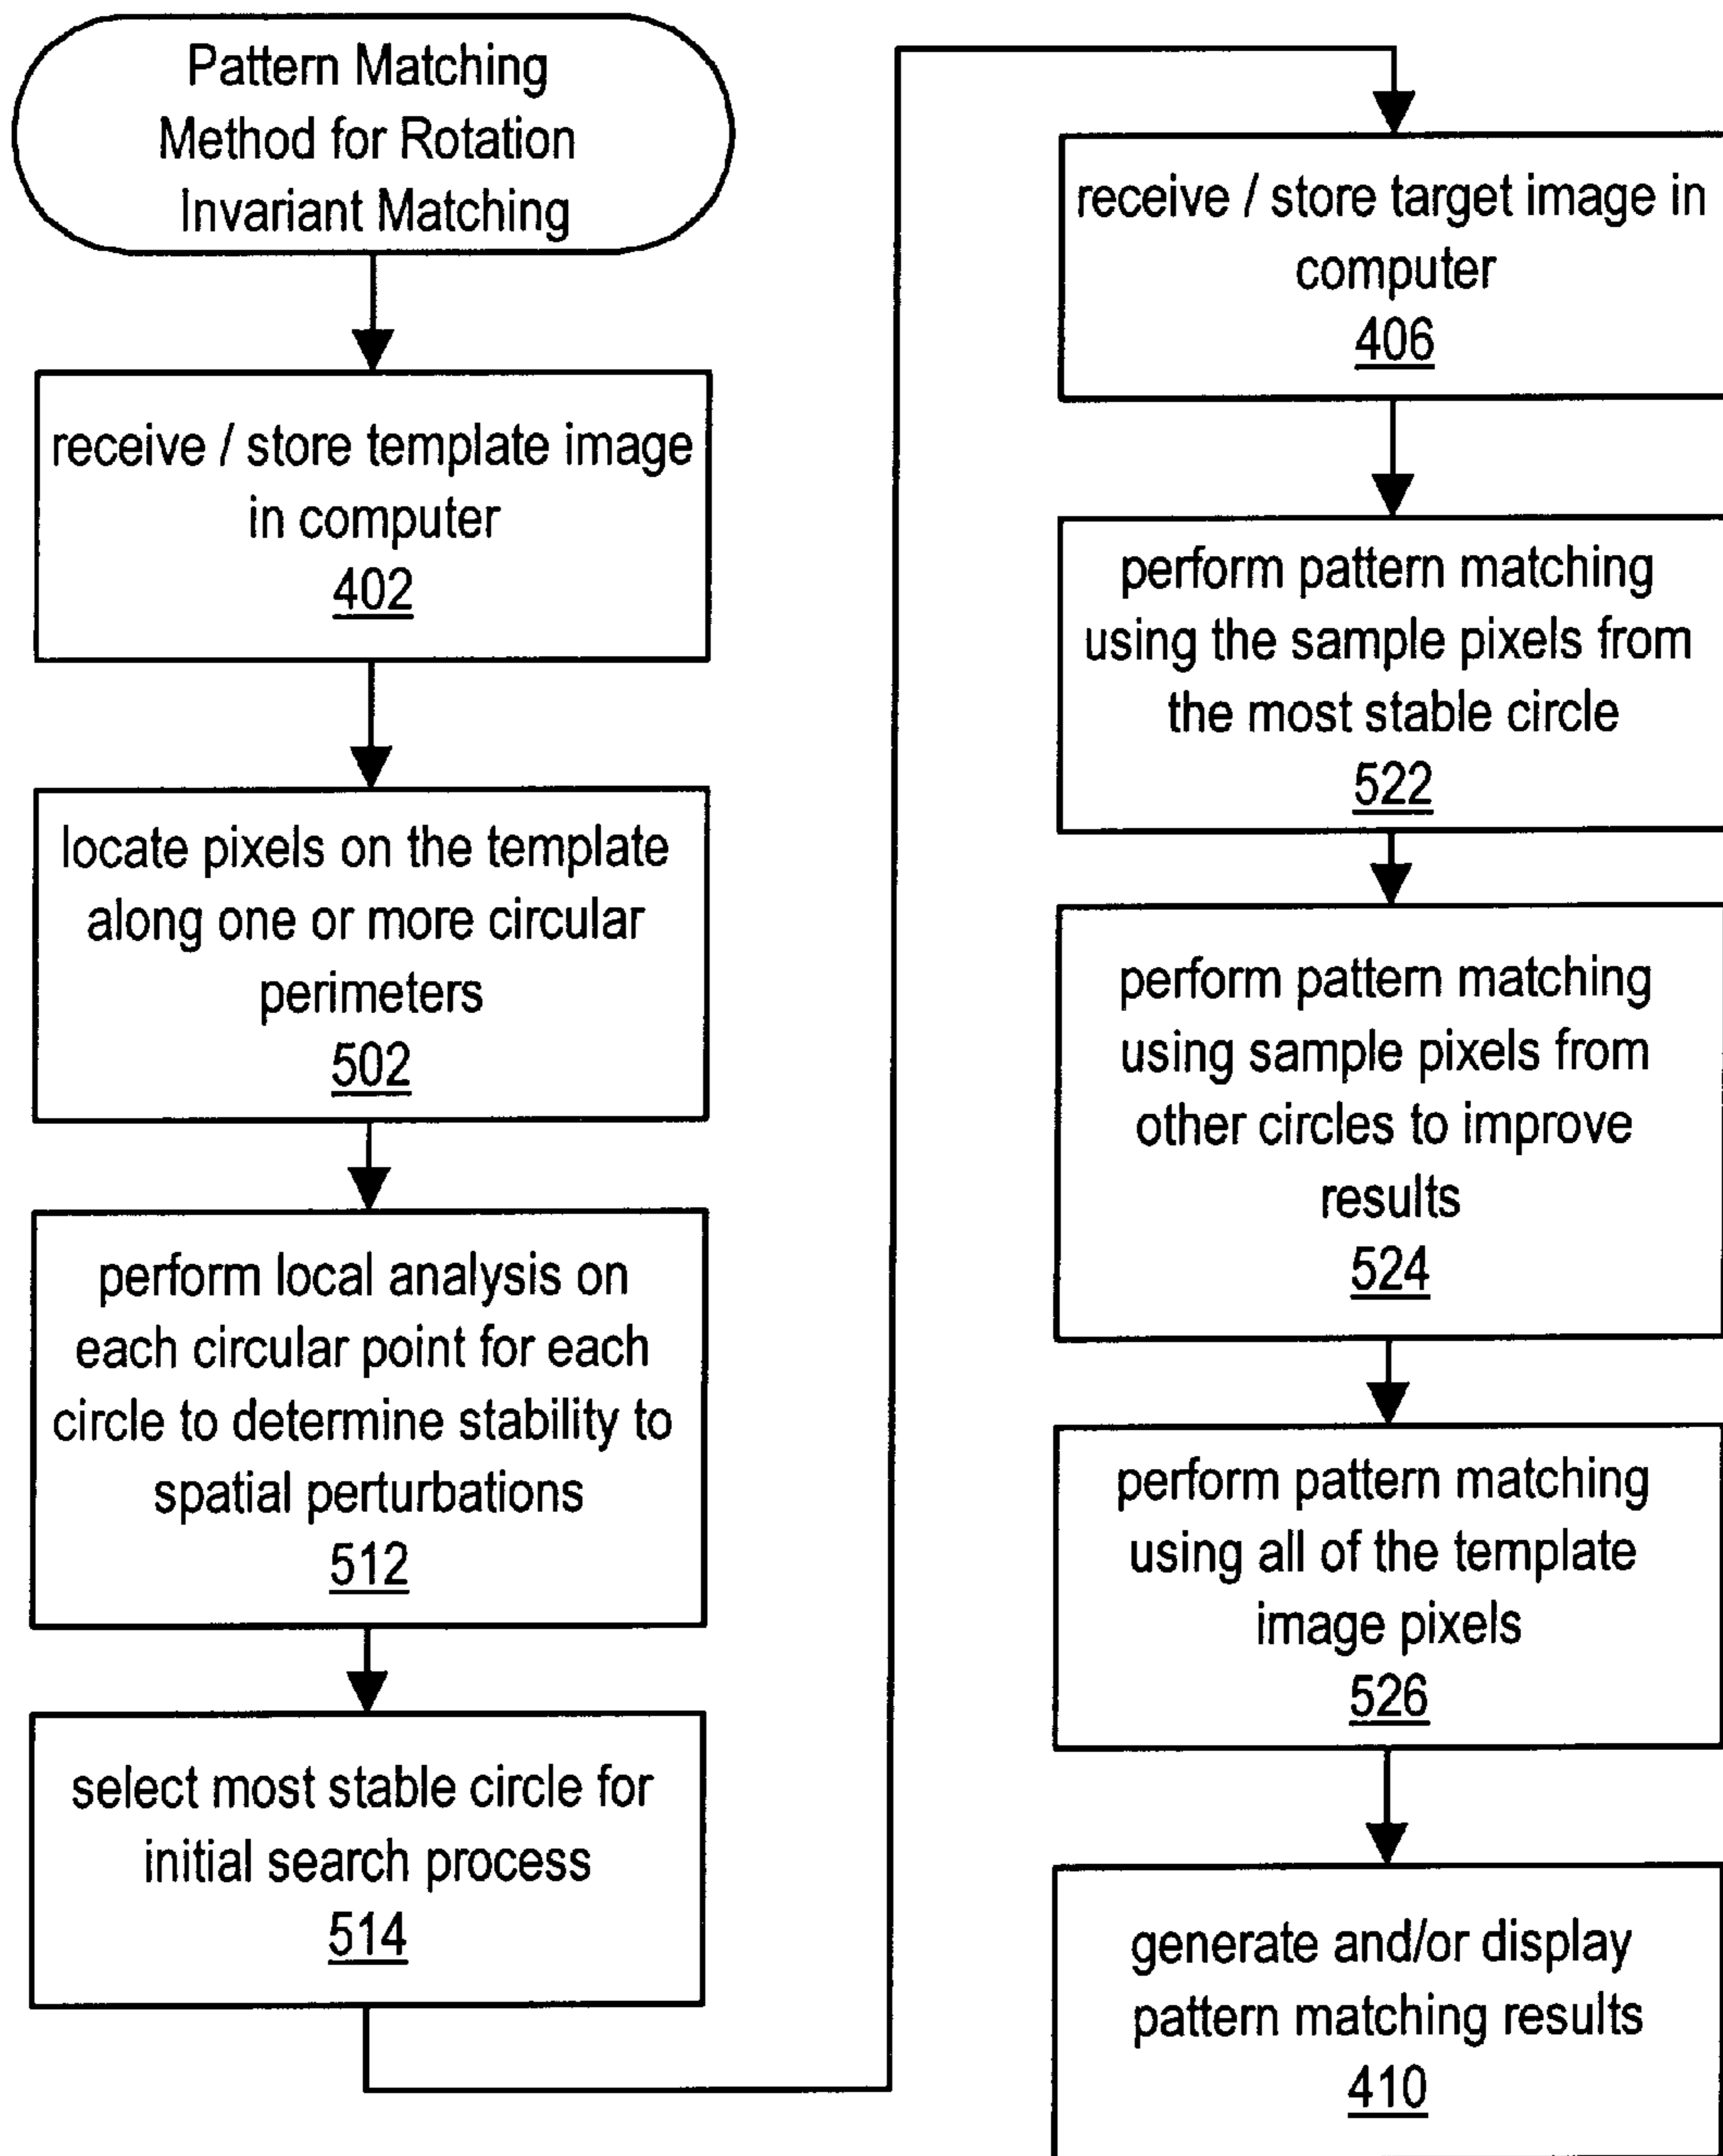 Pattern Matching
Method for Rotation
Invariant Matching
receive / store template image
in computer
402
locate pixels on the template
along one or more circular
perimeters
502
perform local analysis on
each circular point for each
circle to determine stability to
spatial perturbations
512
select most stable circle for
initial search process
514
receive / store target image in
computer
406
perform pattern matching
using the sample pixels from
the most stable circle
522
perform pattern matching
using sample pixels from
other circles to improve
results
524
perform pattern matching
using all of the template
image pixels
526
generate and/or display
pattern matching results
410